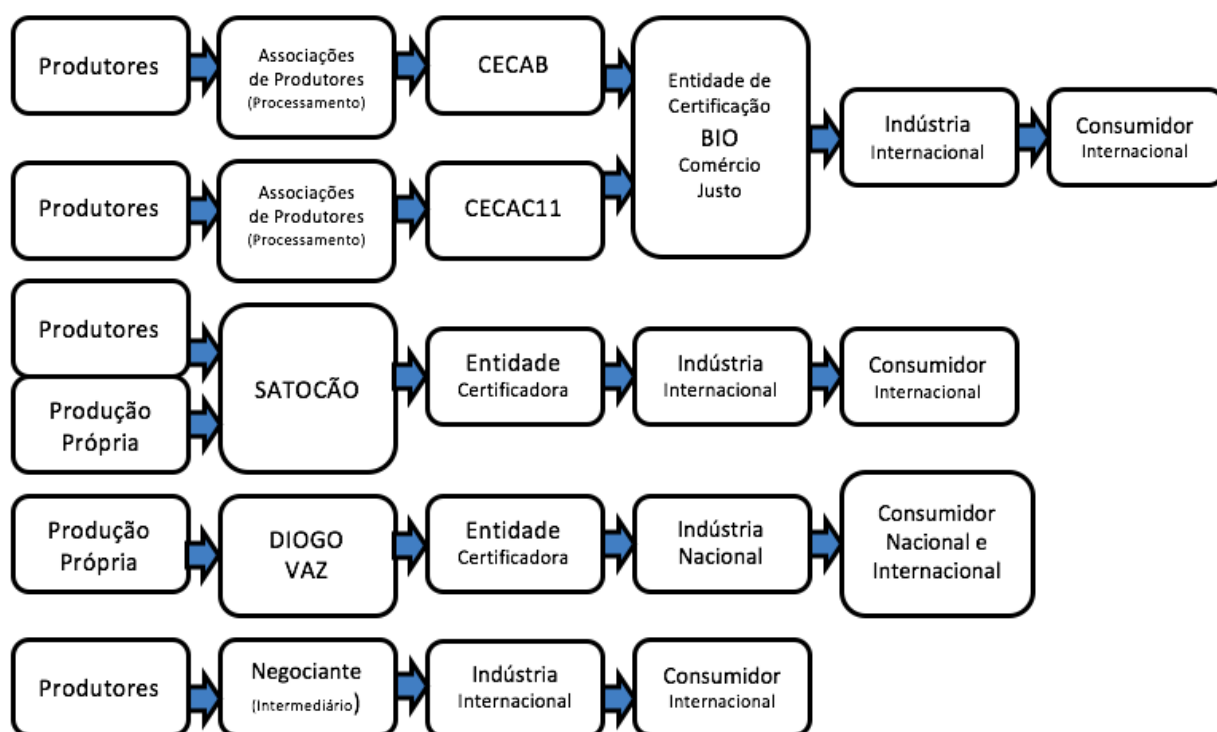 Produtores
Associações
de Produtores
(Processamento)
CECAB
Entidade de
Certificação
BIO
Comércio
Justo
Indústria
Internacional
Consumidor
Internacional
Produtores
Associações
de Produtores
(Processamento)
CECAC11
Produtores
Produção
Própria
SATOCÃO
Entidade
Certificadora
Indústria
Internacional
Consumidor
Internacional
Produção
Própria
DIOGO
VAZ
Entidade
Certificadora
Indústria
Nacional
Consumidor
Nacional e
Internacional
Produtores
Negociante
(Intermediário)
Indústria
Internacional
Consumidor
Internacional